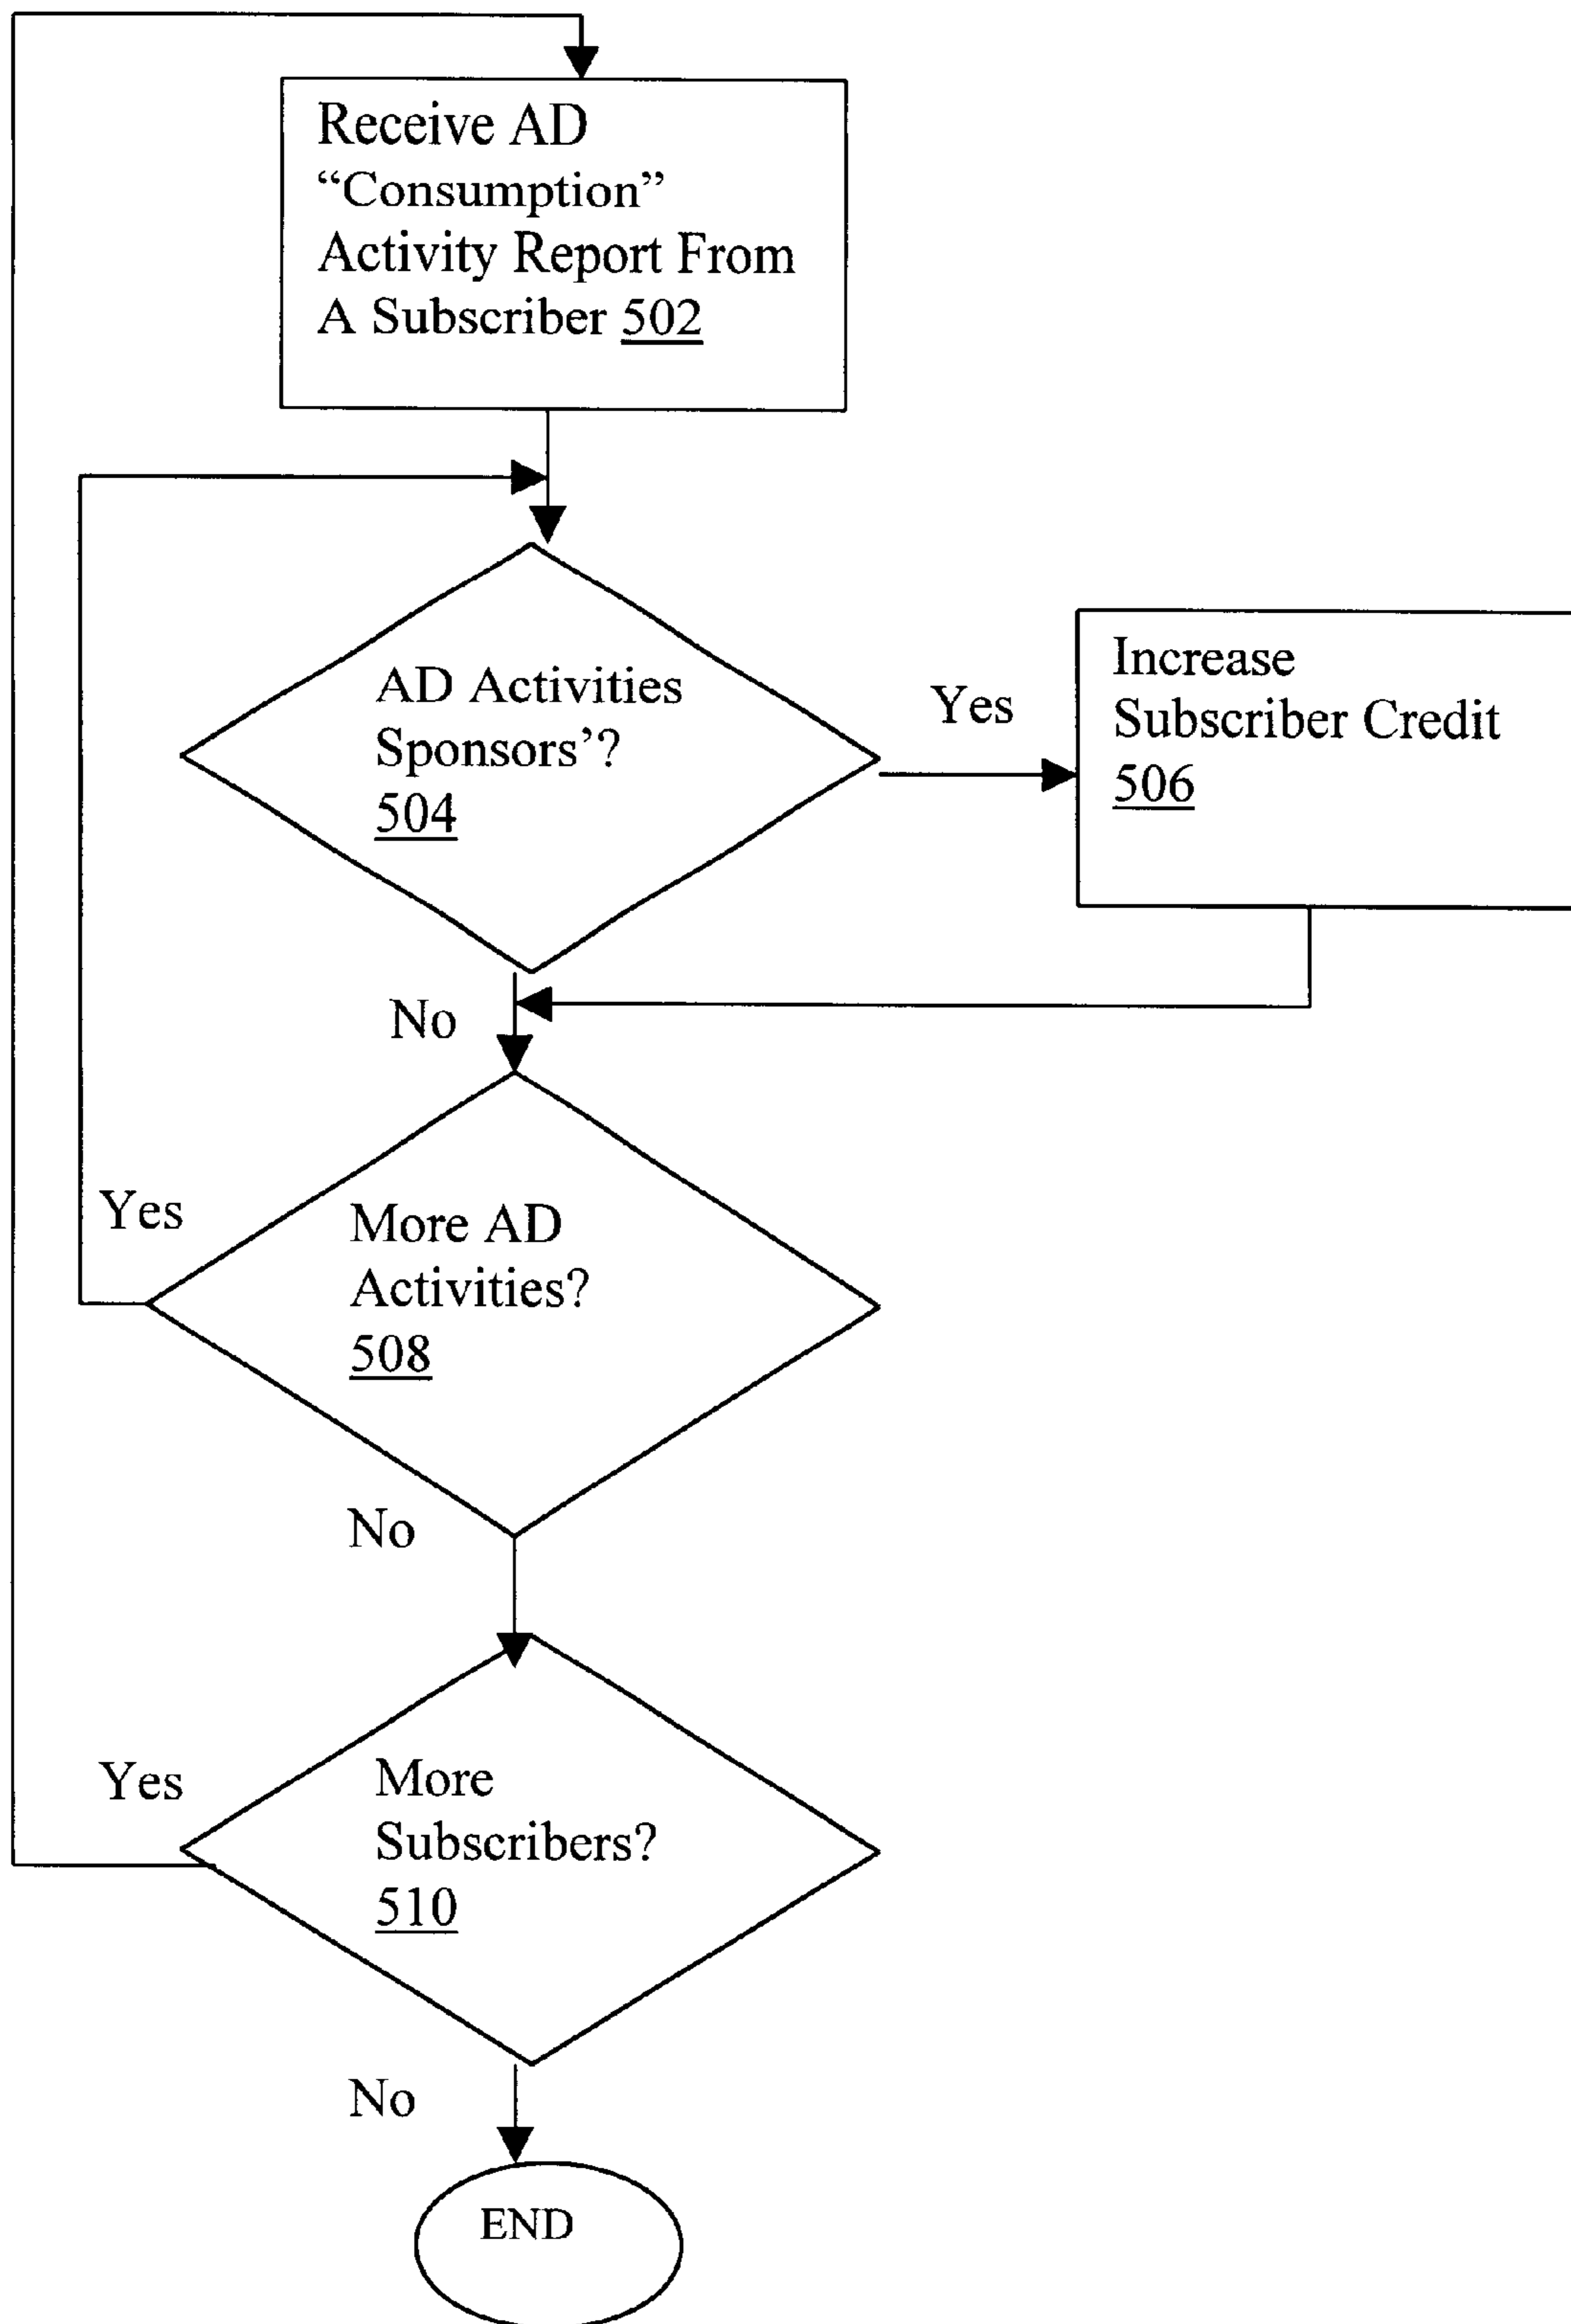 Receive AD
“Consumption”
Activity Report From
A Subscriber 502
AD Activities
Sponsors’?
504
Yes
Increase
Subscriber Credit
506
No
Yes
More AD
Activities?
508
No
Yes
More
Subscribers?
510
No
END